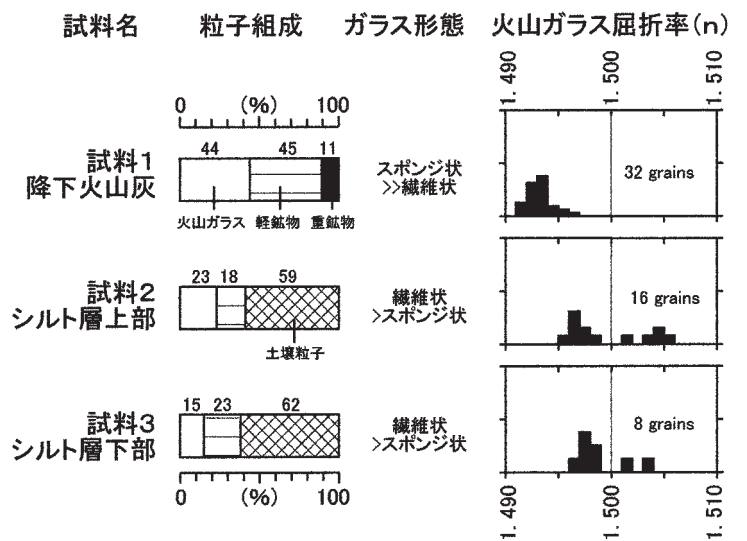 試料名 粒子組成 ガラス形態 火山ガラス屈折率(n)
0 (%) 100
1.490 1.500 1.510
試料1
降下火山灰
44 45 11
火山ガラス 軽鉱物 重鉱物
スポンジ状
>>繊維状
32 grains
試料2
シルト層上部
23 18 59
土壌粒子
繊維状
>スポンジ状
16 grains
試料3
シルト層下部
15 23 62
繊維状
>スポンジ状
8 grains
0 (%) 100
1.490 1.500 1.510